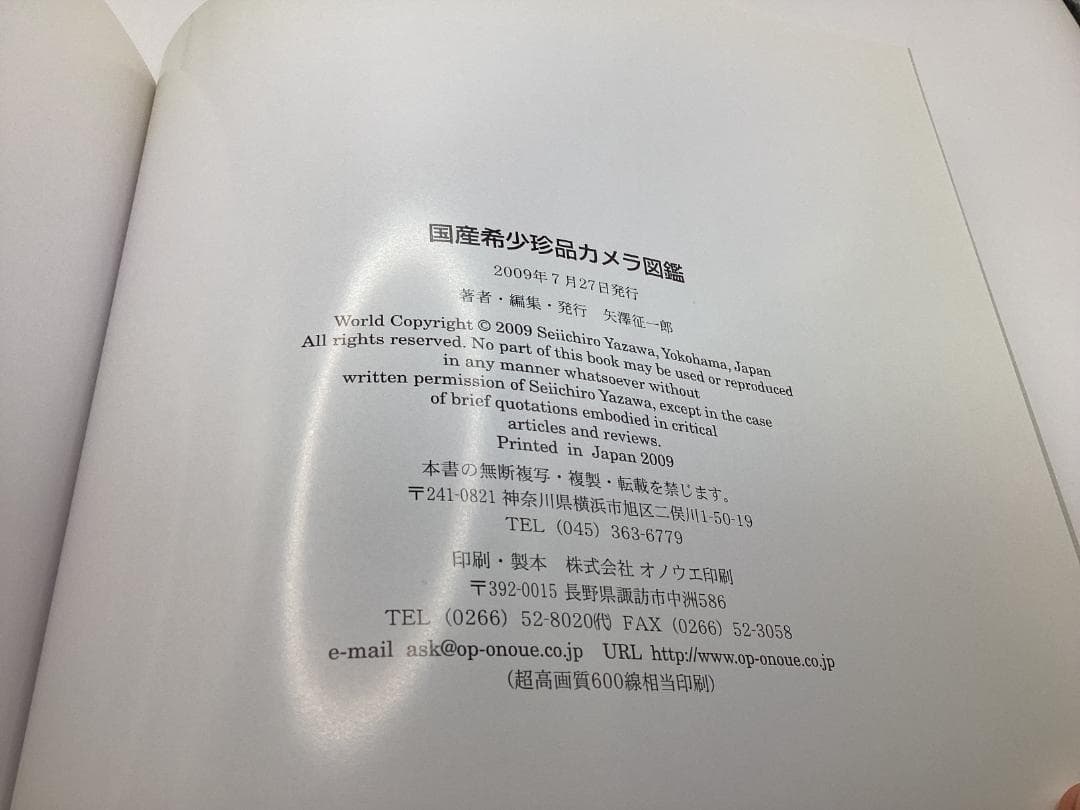 国産希少珍品カメラ図鑑
2009年7月27日発行
著者・編集・発行　矢澤征一郎
World Copyright © 2009 Seiichiro Yazawa, Yokohama, Japan
All rights reserved. No part of this book may be used or reproduced
in any manner whatsoever without
written permission of Seiichiro Yazawa, except in the case
of brief quotations embodied in critical
articles and reviews.
Printed in Japan 2009
本書の無断複写・複製・転載を禁じます。
〒241-0821 神奈川県横浜市旭区二俣川1-50-19
TEL（045）363-6779
印刷・製本　株式会社 オノウエ印刷
〒392-0015 長野県諏訪市中洲586
TEL（0266）52-8020㈹ FAX（0266）52-3058
e-mail ask@op-onoue.co.jp　URL http://www.op-onoue.co.jp
（超高画質600線相当印刷）